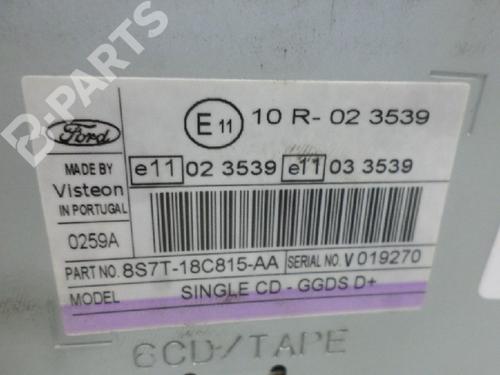 B-PARTS
Ford
E 11 10 R- 02 3539
MADE BY
Visteon
IN PORTUGAL
e11 02 3539 e11 03 3539
0259A
PART NO. 8S7T-18C815-AA SERIAL NO. V 019270
MODEL SINGLE CD - GGDS D+
6CD/TAPE